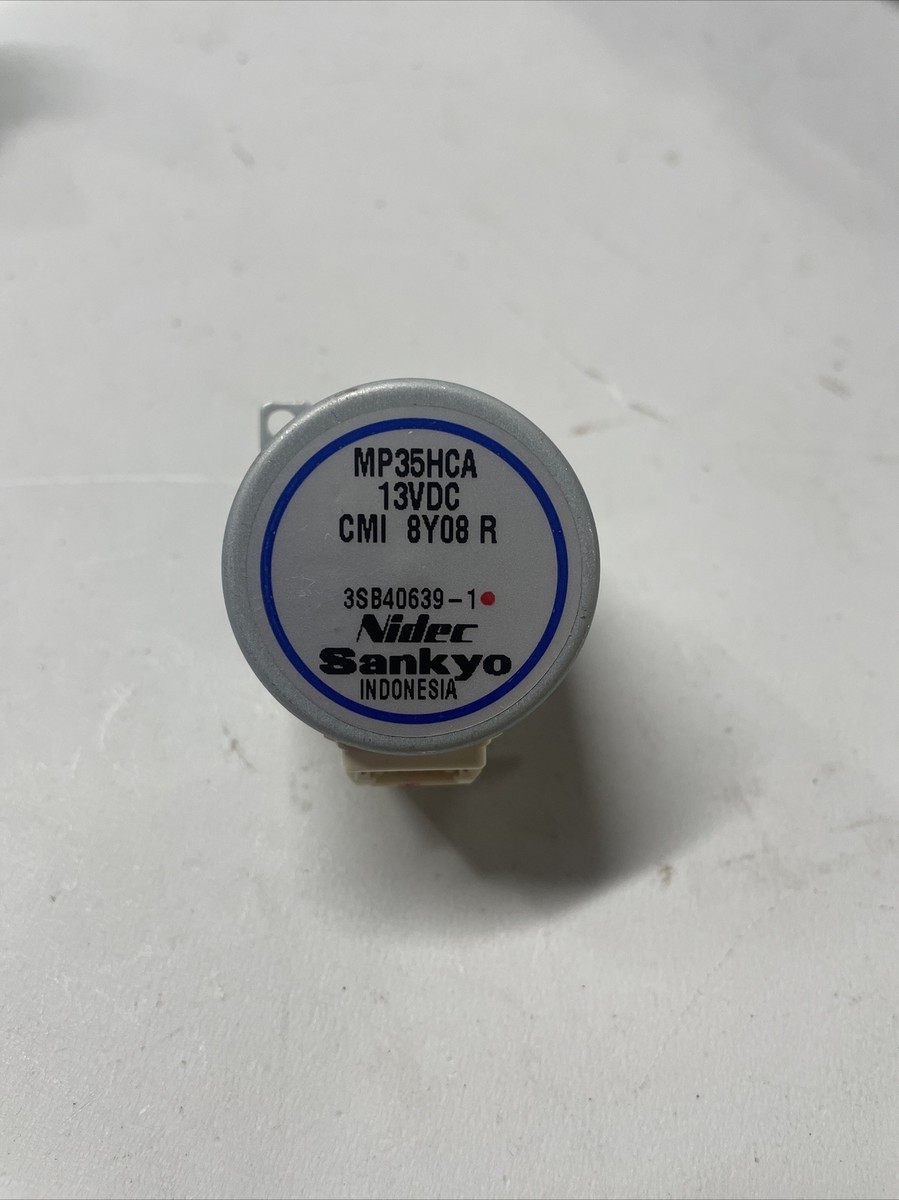 MP35HCA
13VDC
CMI 8Y08 R
3SB40639-1
Nidec
Sankyo
INDONESIA